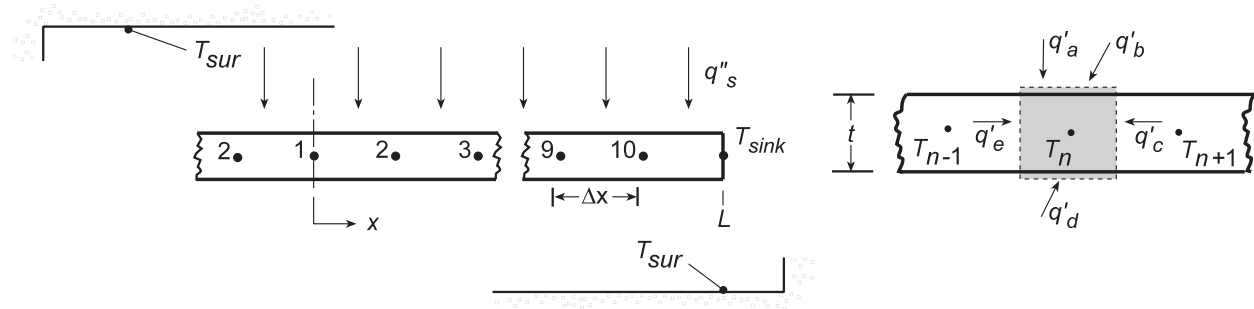 T_sur
q"_s
q'_a
q'_b
2 1 2 3 9 10 T_sink
t
q'_e q'_c
T_n-1 T_n T_n+1
Δx
x
L
q'_d
T_sur